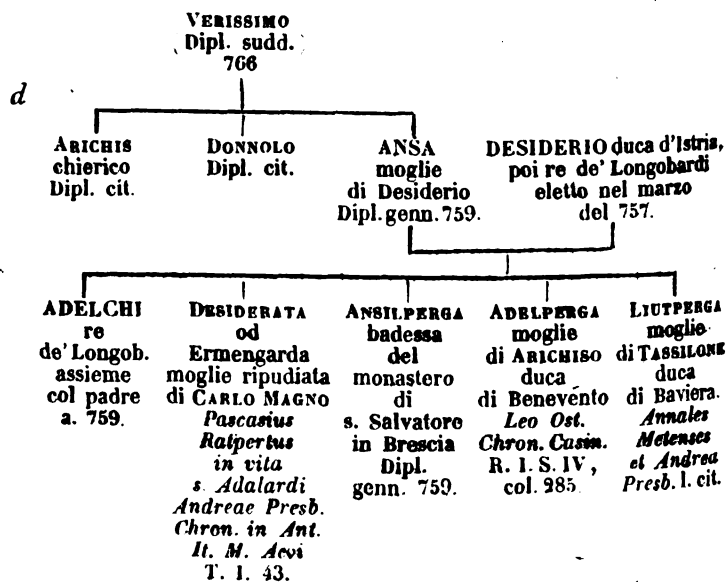 VERISSIMO
Dipl. sudd.
766
d
ARICHIS
chierico
Dipl. cit.
DONNOLO
Dipl. cit.
ANSA
moglie
di Desiderio
Dipl. genn. 759.
DESIDERIO duca d'Istria,
poi re de' Longobardi
eletto nel marzo
del 757.
ADELCHI
re
de' Longob.
assieme
col padre
a. 759.
DESIDERATA
od
Ermengarda
moglie ripudiata
di CARLO MAGNO
Pascasius
Ratpertus
in vita
s. Adalardi
Andreae Presb.
Chron. in Ant.
It. M. Aevi
T. I. 43.
ANSILPERGA
badessa
del
monastero
di
s. Salvatore
in Brescia
Dipl.
genn. 759.
ADELPERGA
moglie
di ARICHISO
duca
di Benevento
Leo Ost.
Chron. Casin.
R. I. S. IV,
col. 285.
LIUTPERGA
moglie
di TASSILONE
duca
di Baviera.
Annales
Metenses
et Andrea
Presb. l. cit.